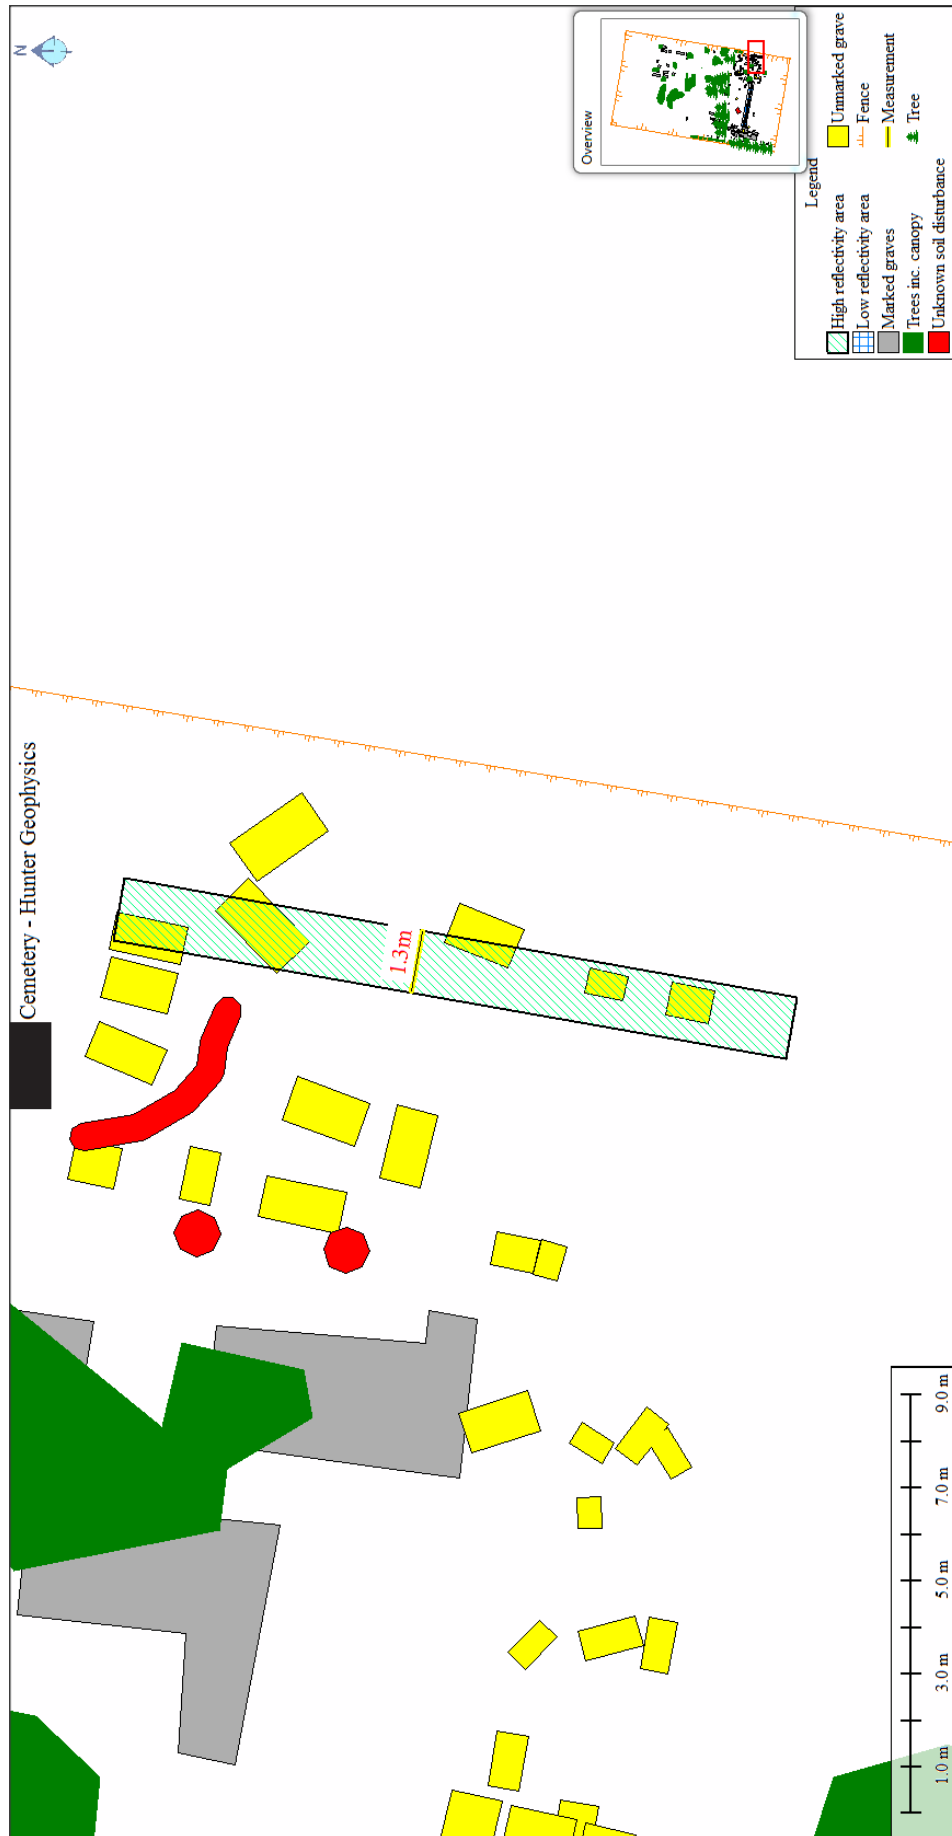 N
Cemetery - Hunter Geophysics
Overview
1.3m
Legend
High reflectivity area
Low reflectivity area
Marked graves
Trees inc. canopy
Unknown soil disturbance
Unmarked grave
Fence
Measurement
Tree
1.0 m 3.0 m 5.0 m 7.0 m 9.0 m